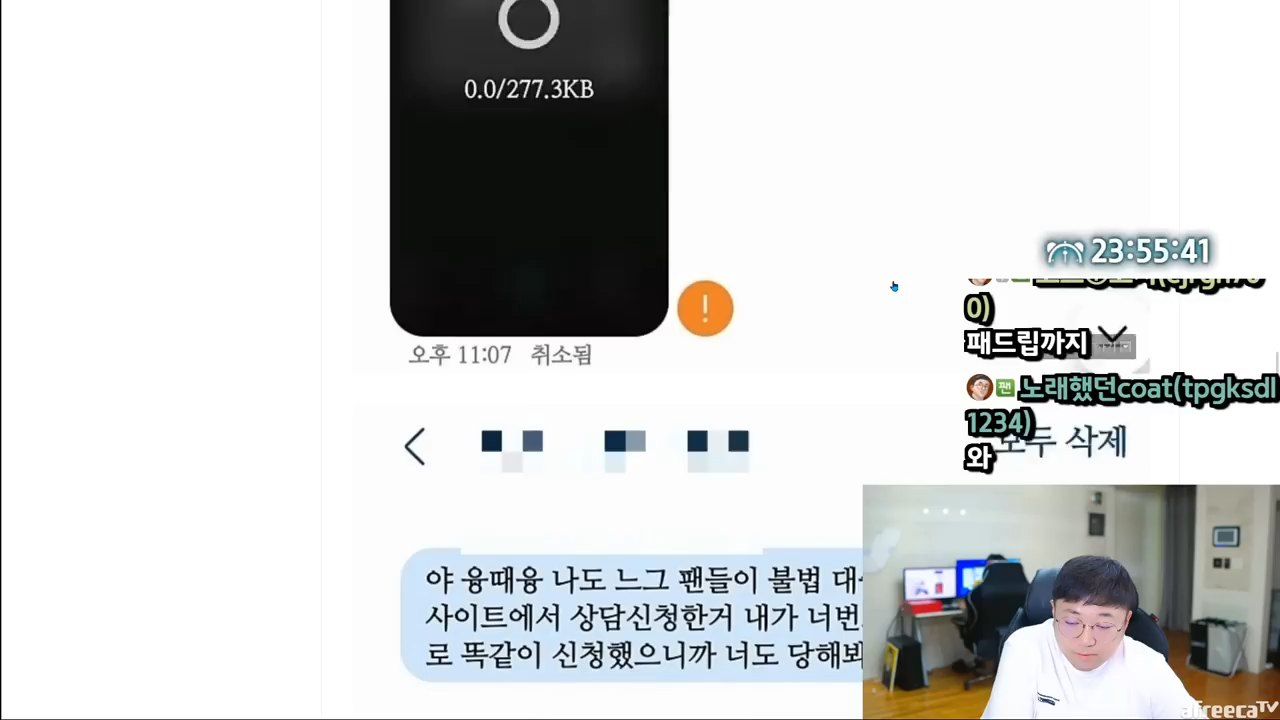 0.0/277.3KB
23:55:41
0)
패드립까지
오후 11:07 취소됨
팬 노래했던coat(tpgksdl
1234)
모두 삭제
와
야 융때융 나도 느그 팬들이 불법
사이트에서 상담신청한거 내가 너번
로 똑같이 신청했으니까 너도 당해봐
afreecaTV